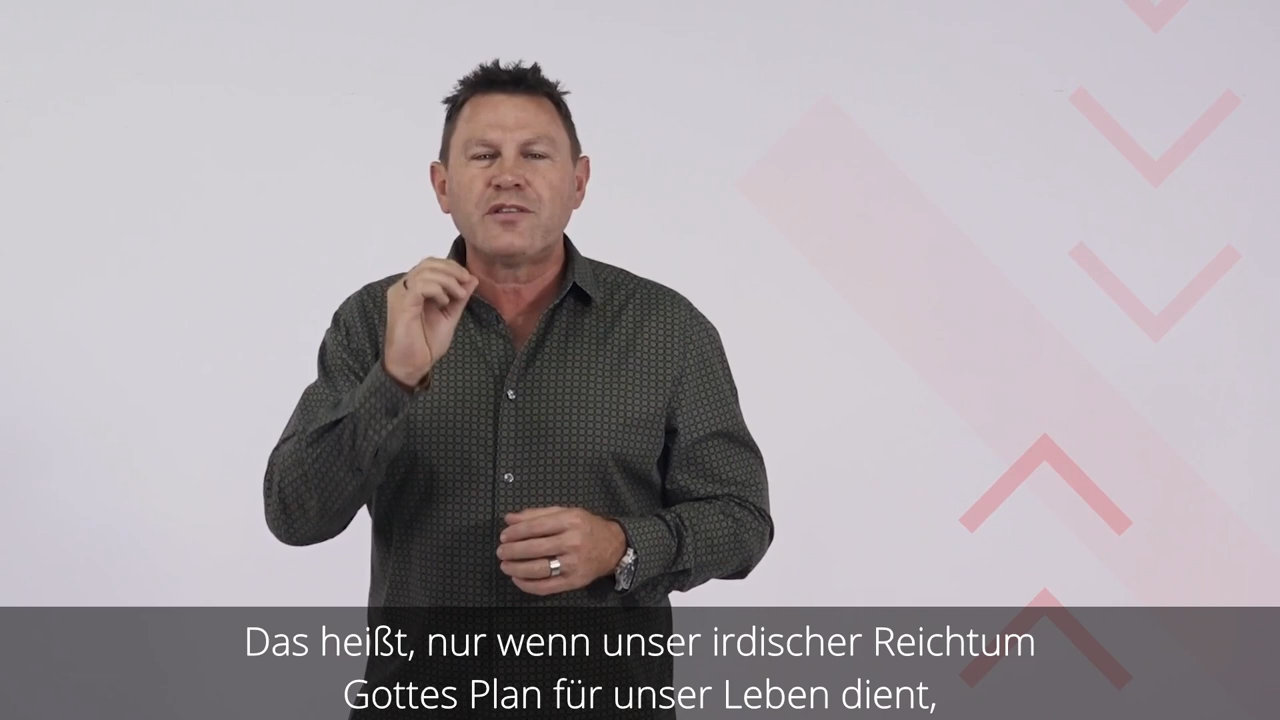 Das heißt, nur wenn unser irdischer Reichtum
Gottes Plan für unser Leben dient,